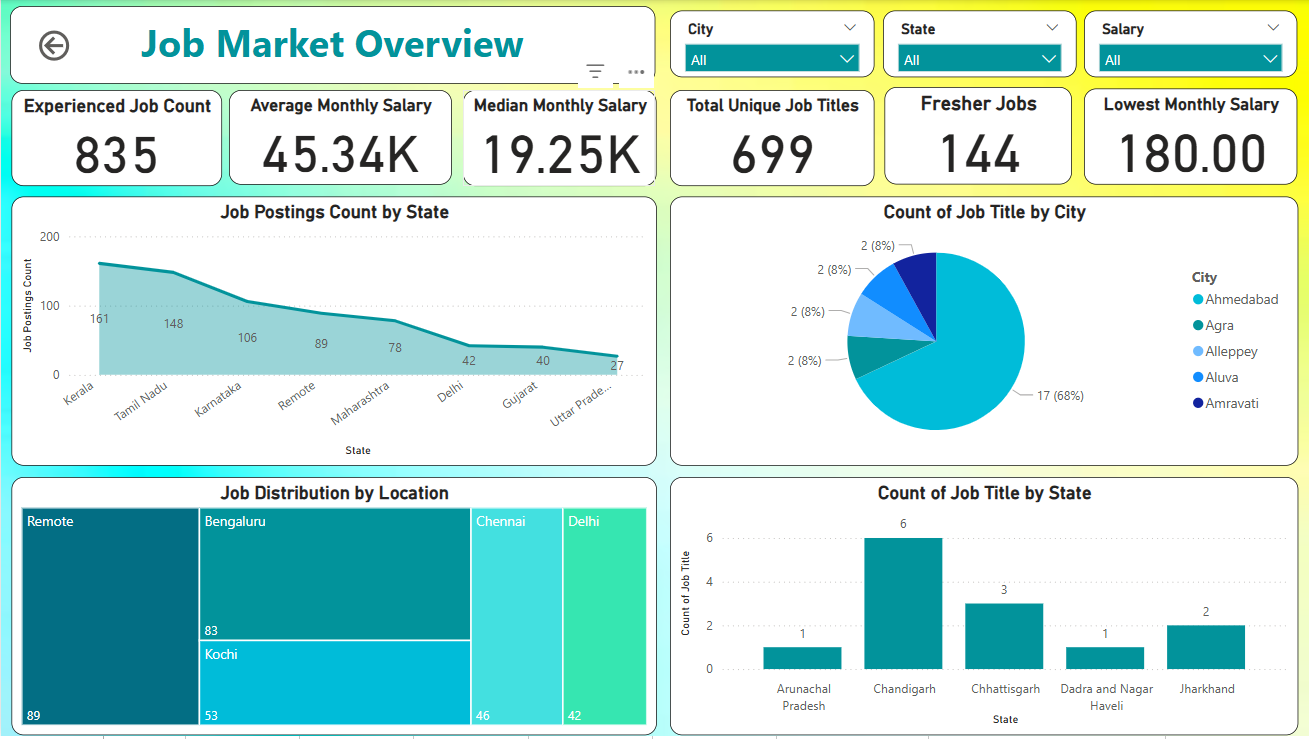 Job Market Overview
City
All
State
All
Salary
All
Experienced Job Count
835
Average Monthly Salary
45.34K
Median Monthly Salary
19.25K
Total Unique Job Titles
699
Fresher Jobs
144
Lowest Monthly Salary
180.00
Job Postings Count by State
Job Postings Count
200
100
0
161
148
106
89
78
42
40
27
Kerala
Tamil Nadu
Karnataka
Remote
Maharashtra
Delhi
Gujarat
Uttar Prade...
State
Count of Job Title by City
2 (8%)
2 (8%)
2 (8%)
2 (8%)
17 (68%)
City
Ahmedabad
Agra
Alleppey
Aluva
Amravati
Job Distribution by Location
Remote
89
Bengaluru
83
Kochi
53
Chennai
46
Delhi
42
Count of Job Title by State
Count of Job Title
6
4
2
0
1
6
3
1
2
Arunachal
Pradesh
Chandigarh
Chhattisgarh
Dadra and Nagar
Haveli
Jharkhand
State